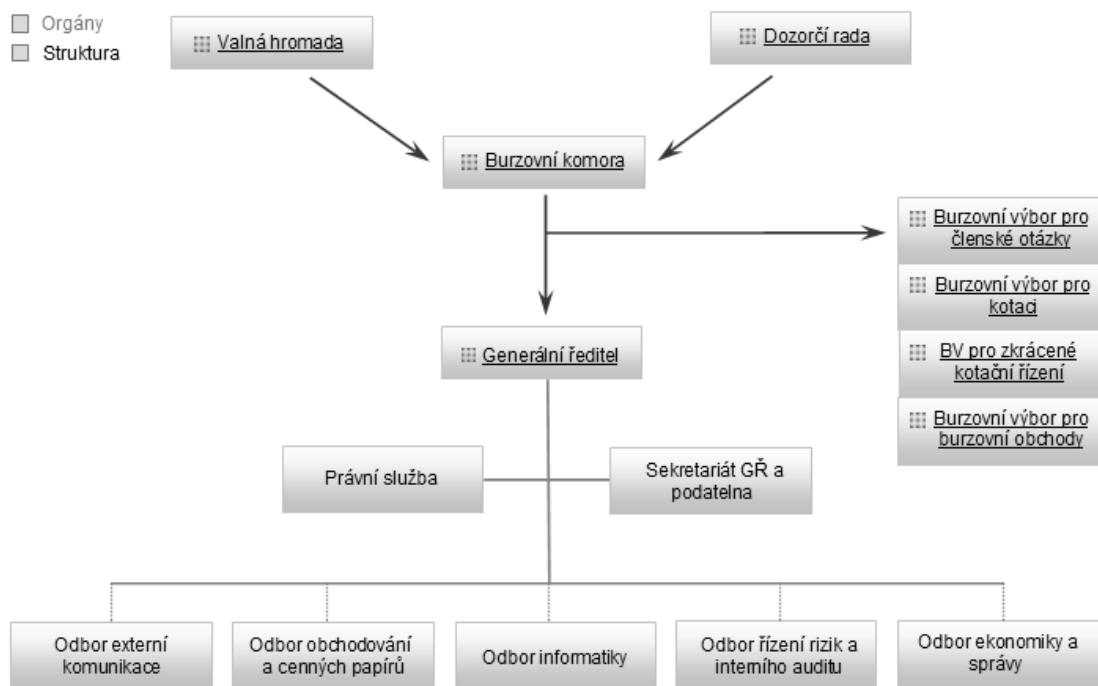 Orgány
Struktura
Valná hromada
Dozorčí rada
Burzovní komora
Burzovní výbor pro
členské otázky
Burzovní výbor pro
kotaci
BV pro zkrácené
kotační řízení
Burzovní výbor pro
burzovní obchody
Generální ředitel
Právní služba
Sekretariát GŘ a
podatelna
Odbor externí
komunikace
Odbor obchodování
a cenných papírů
Odbor informatiky
Odbor řízení rizik a
interního auditu
Odbor ekonomiky a
správy